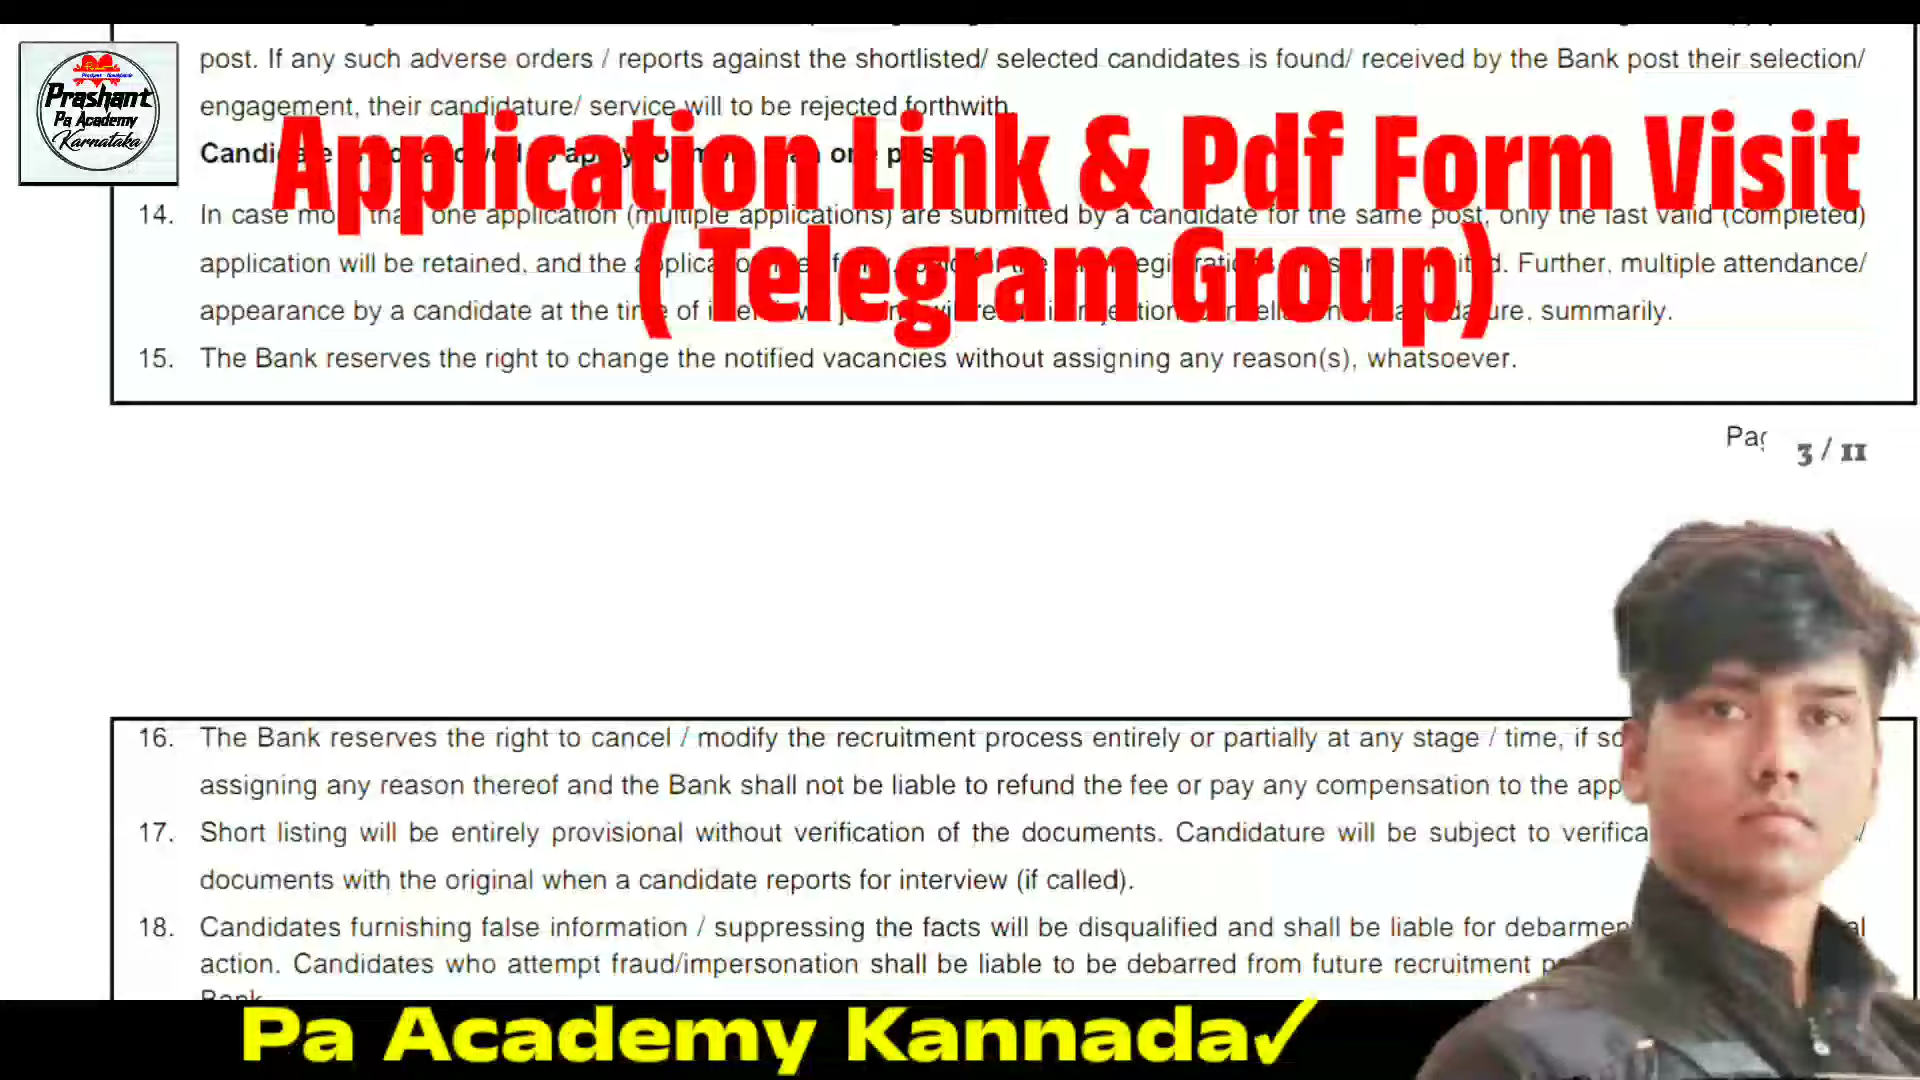 post. If any such adverse orders / reports against the shortlisted/ selected candidates is found/ received by the Bank post their selection/
engagement, their candidature/ service will to be rejected forthwith.
Prashant
Pa Academy
Karnataka
Application Link & Pdf Form Visit
( Telegram Group)
14. In case one application (multiple applications) are submitted by a candidate for the same post, only the last valid (completed)
application will be retained, and the Further, multiple attendance/
appearance by a candidate at the time of summarily.
15. The Bank reserves the right to change the notified vacancies without assigning any reason(s), whatsoever.
3 / 11
16. The Bank reserves the right to cancel / modify the recruitment process entirely or partially at any stage / time, if so
assigning any reason thereof and the Bank shall not be liable to refund the fee or pay any compensation to the app
17. Short listing will be entirely provisional without verification of the documents. Candidature will be subject to verifica
documents with the original when a candidate reports for interview (if called).
18. Candidates furnishing false information / suppressing the facts will be disqualified and shall be liable for debarmen
action. Candidates who attempt fraud/impersonation shall be liable to be debarred from future recruitment
Bank
Pa Academy Kannada✓